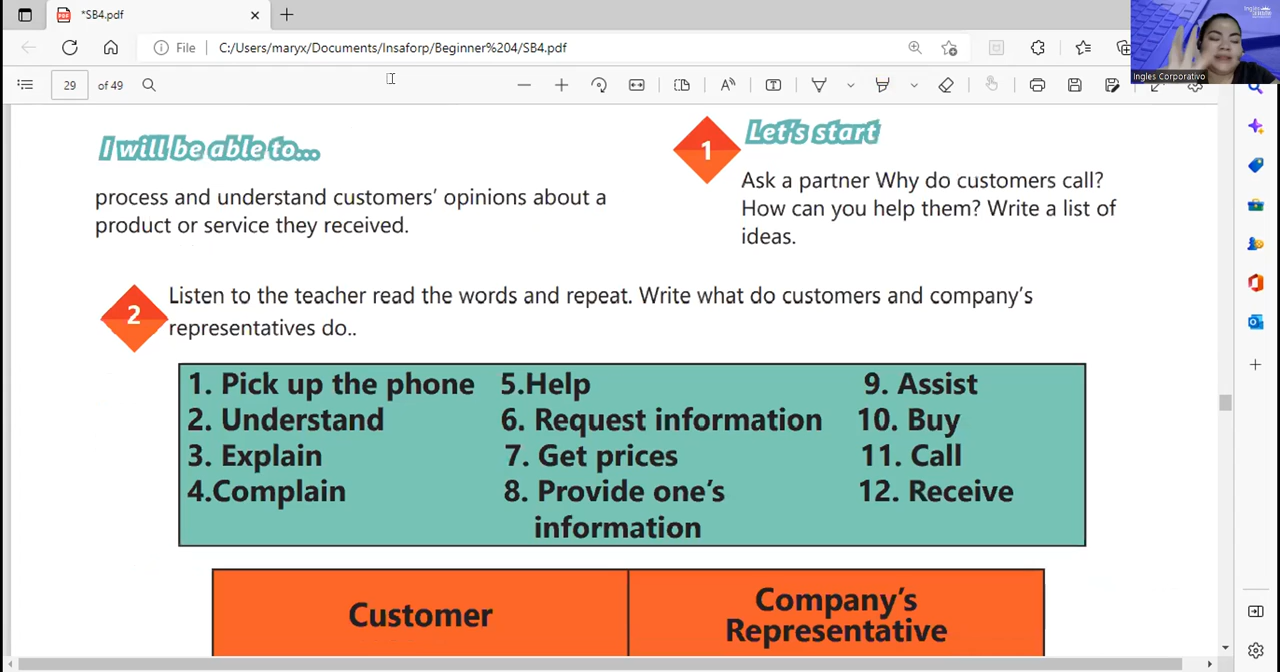 *SB4.pdf
File C:/Users/maryx/Documents/Insaforp/Beginner%204/SB4.pdf
29 of 49
Ingles Corporativo
I will be able to...
process and understand customers' opinions about a
product or service they received.
1
Let's start
Ask a partner Why do customers call?
How can you help them? Write a list of
ideas.
2
Listen to the teacher read the words and repeat. Write what do customers and company's
representatives do..
1. Pick up the phone
2. Understand
3. Explain
4.Complain
5.Help
6. Request information
7. Get prices
8. Provide one's
information
9. Assist
10. Buy
11. Call
12. Receive
Customer
Company's
Representative